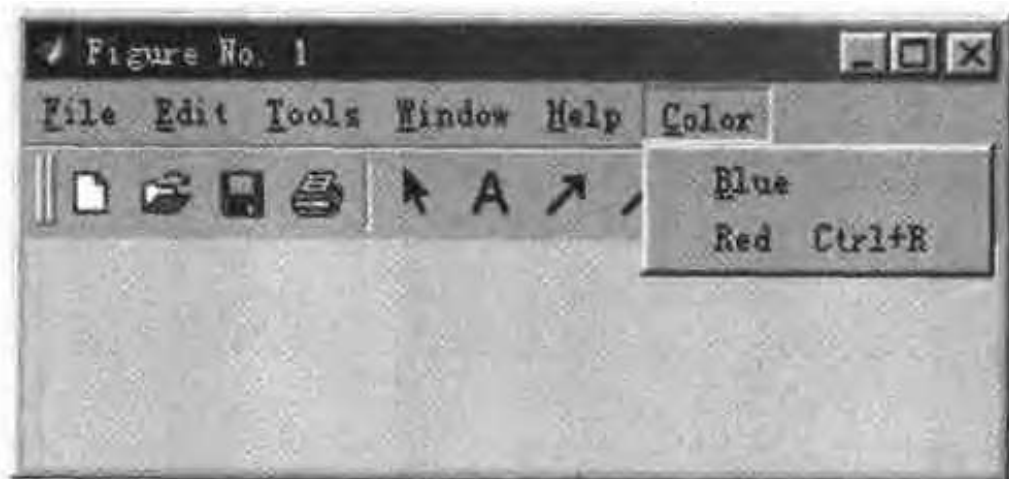 Figure No. 1
File Edit Tools Window Help Color
A
Blue
Red Ctrl+R